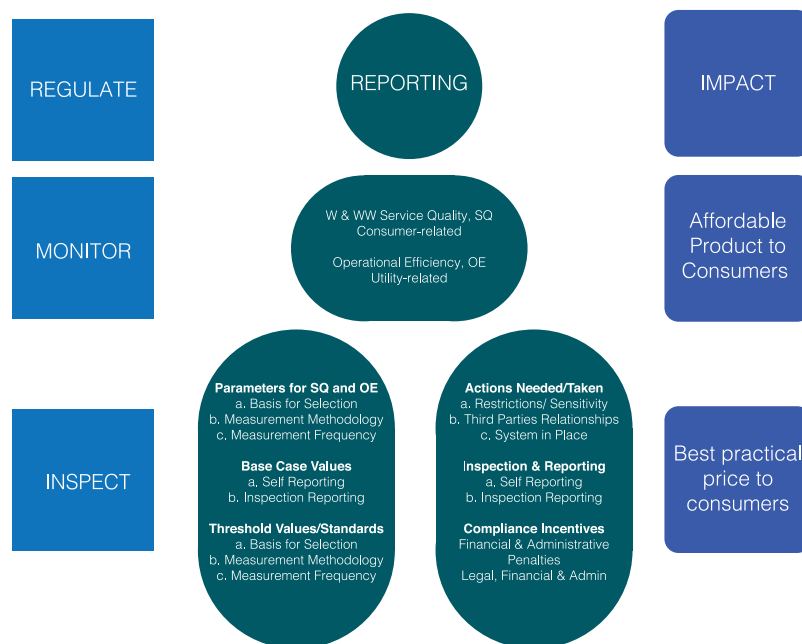 REGULATE
REPORTING
IMPACT
MONITOR
W & WW Service Quality, SQ
Consumer-related
Operational Efficiency, OE
Utility-related
Affordable
Product to
Consumers
INSPECT
Parameters for SQ and OE
a. Basis for Selection
b. Measurement Methodology
c. Measurement Frequency
Base Case Values
a. Self Reporting
b. Inspection Reporting
Threshold Values/Standards
a. Basis for Selection
b. Measurement Methodology
c. Measurement Frequency
Actions Needed/Taken
a. Restrictions/ Sensitivity
b. Third Parties Relationships
c. System in Place
Inspection & Reporting
a. Self Reporting
b. Inspection Reporting
Compliance Incentives
Financial & Administrative
Penalties
Legal, Financial & Admin
Best practical
price to
consumers